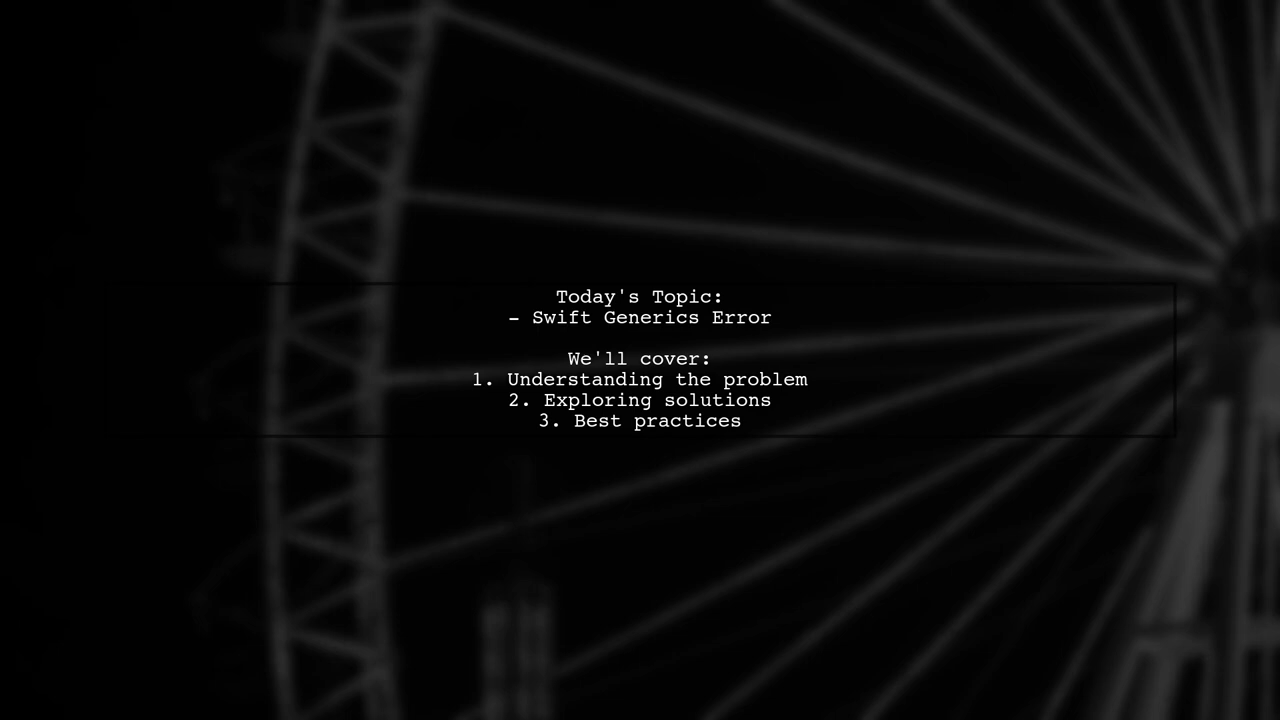 Today's Topic:
- Swift Generics Error
We'll cover:
1. Understanding the problem
2. Exploring solutions
3. Best practices